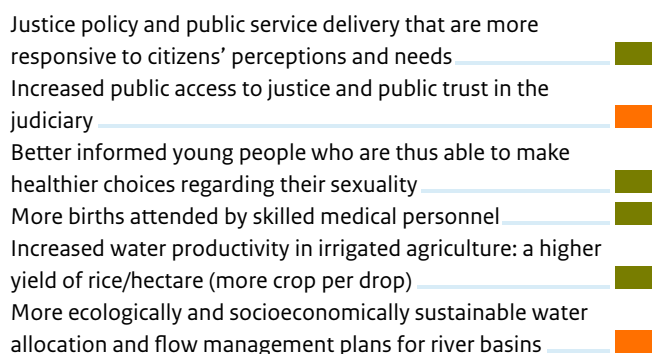 Justice policy and public service delivery that are more
responsive to citizens’ perceptions and needs
Increased public access to justice and public trust in the
judiciary
Better informed young people who are thus able to make
healthier choices regarding their sexuality
More births attended by skilled medical personnel
Increased water productivity in irrigated agriculture: a higher
yield of rice/hectare (more crop per drop)
More ecologically and socioeconomically sustainable water
allocation and flow management plans for river basins